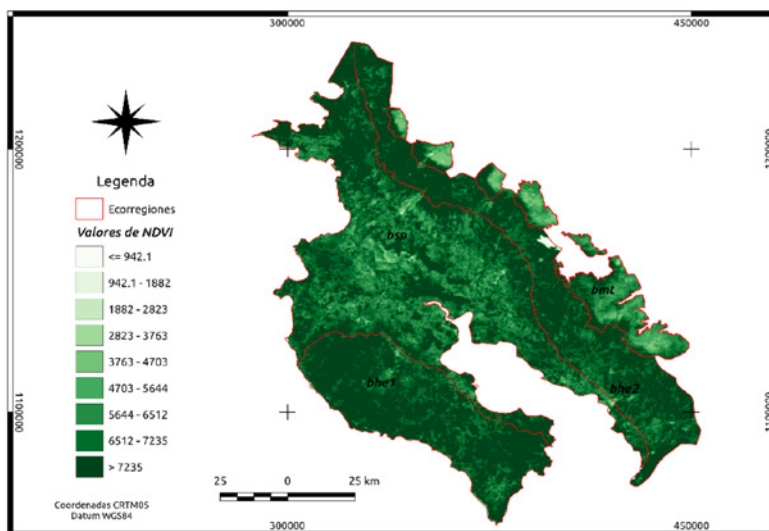 300000
450000
1200000
1200000
Legenda
Ecorregiones
Valores de NDVI
<= 942.1
942.1 - 1882
1882 - 2823
2823 - 3763
3763 - 4703
4703 - 5644
5644 - 6512
6512 - 7235
> 7235
bsp
bmt
bhe1
bhe2
1100000
1100000
25 0 25 km
Coordenadas CRTM05
Datum WGS84
300000
450000